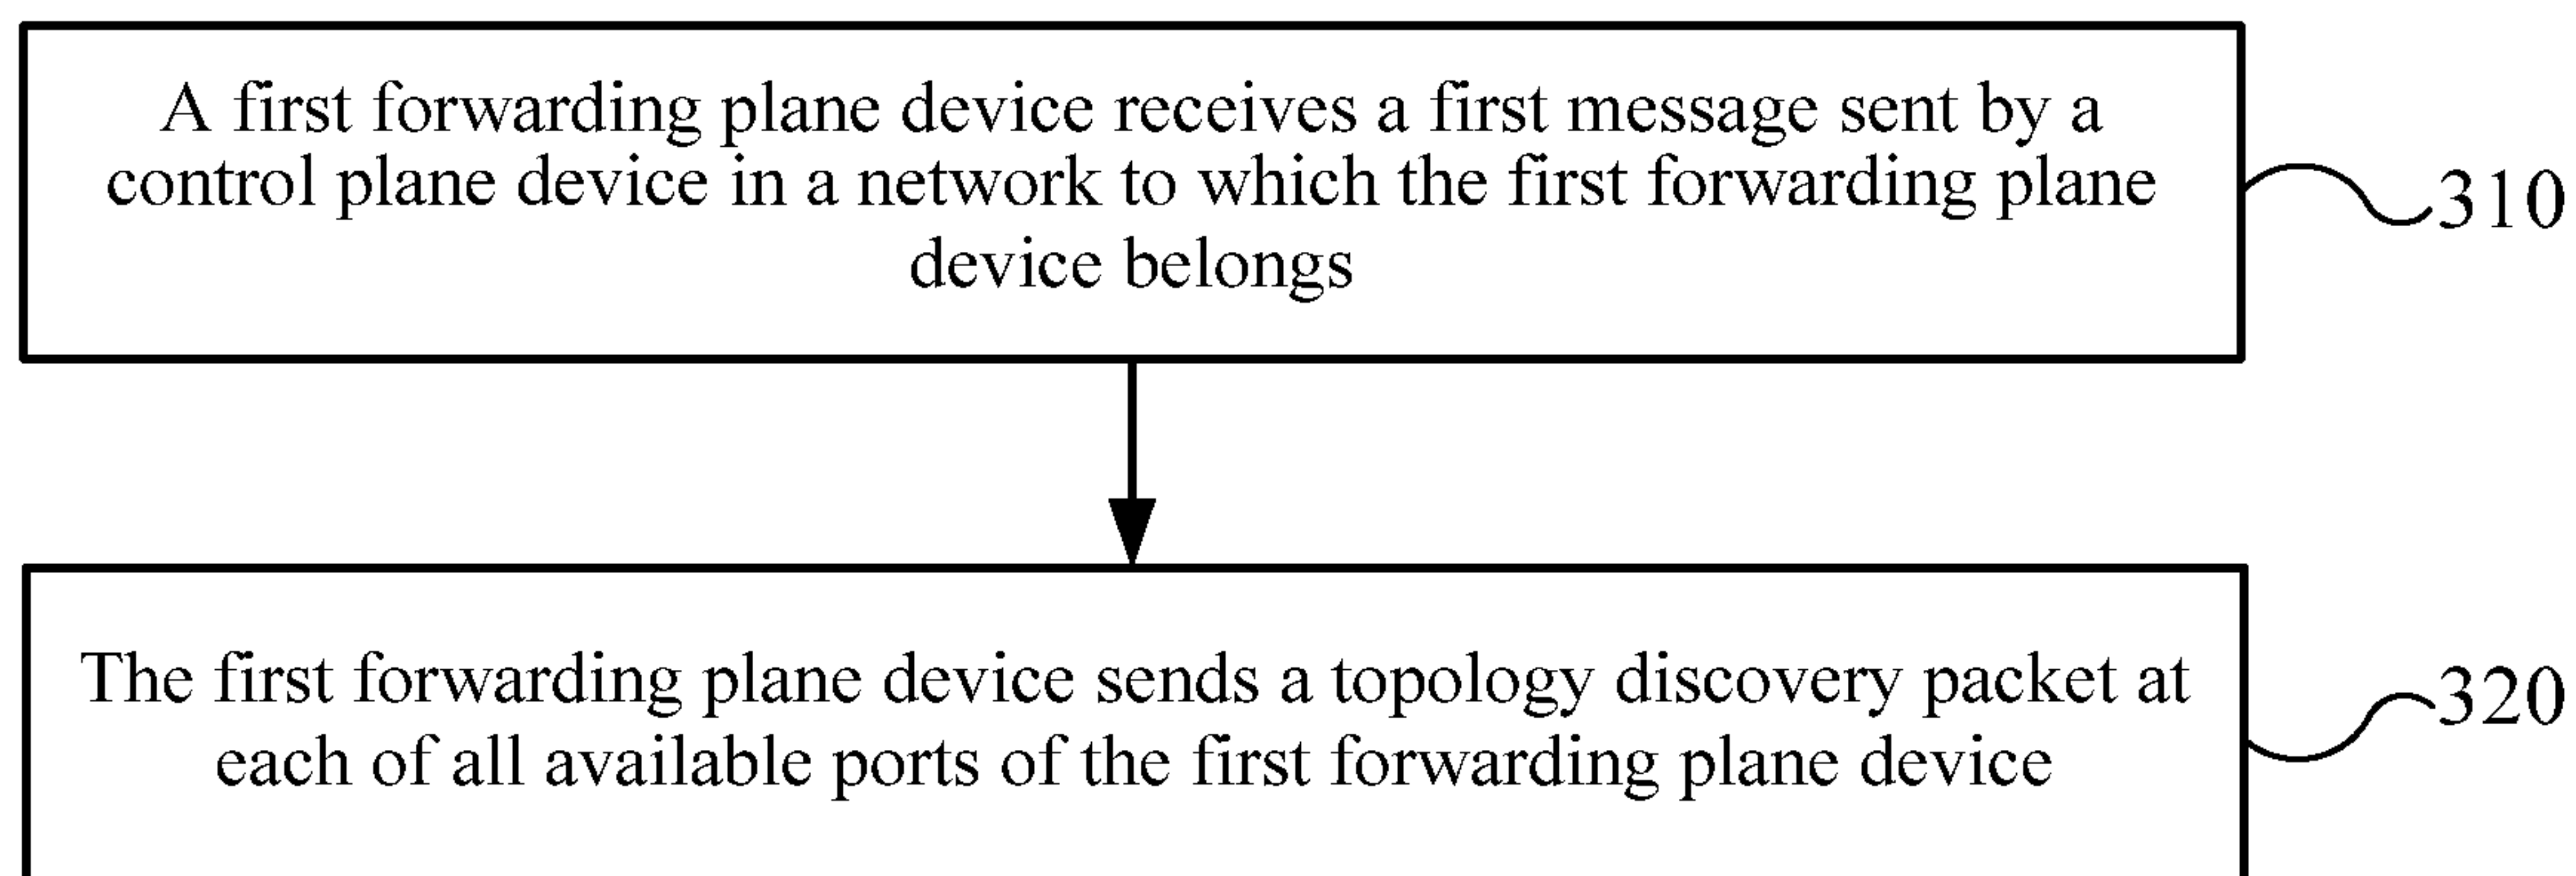 A first forwarding plane device receives a first message sent by a
control plane device in a network to which the first forwarding plane
device belongs
310
The first forwarding plane device sends a topology discovery packet at
each of all available ports of the first forwarding plane device
320